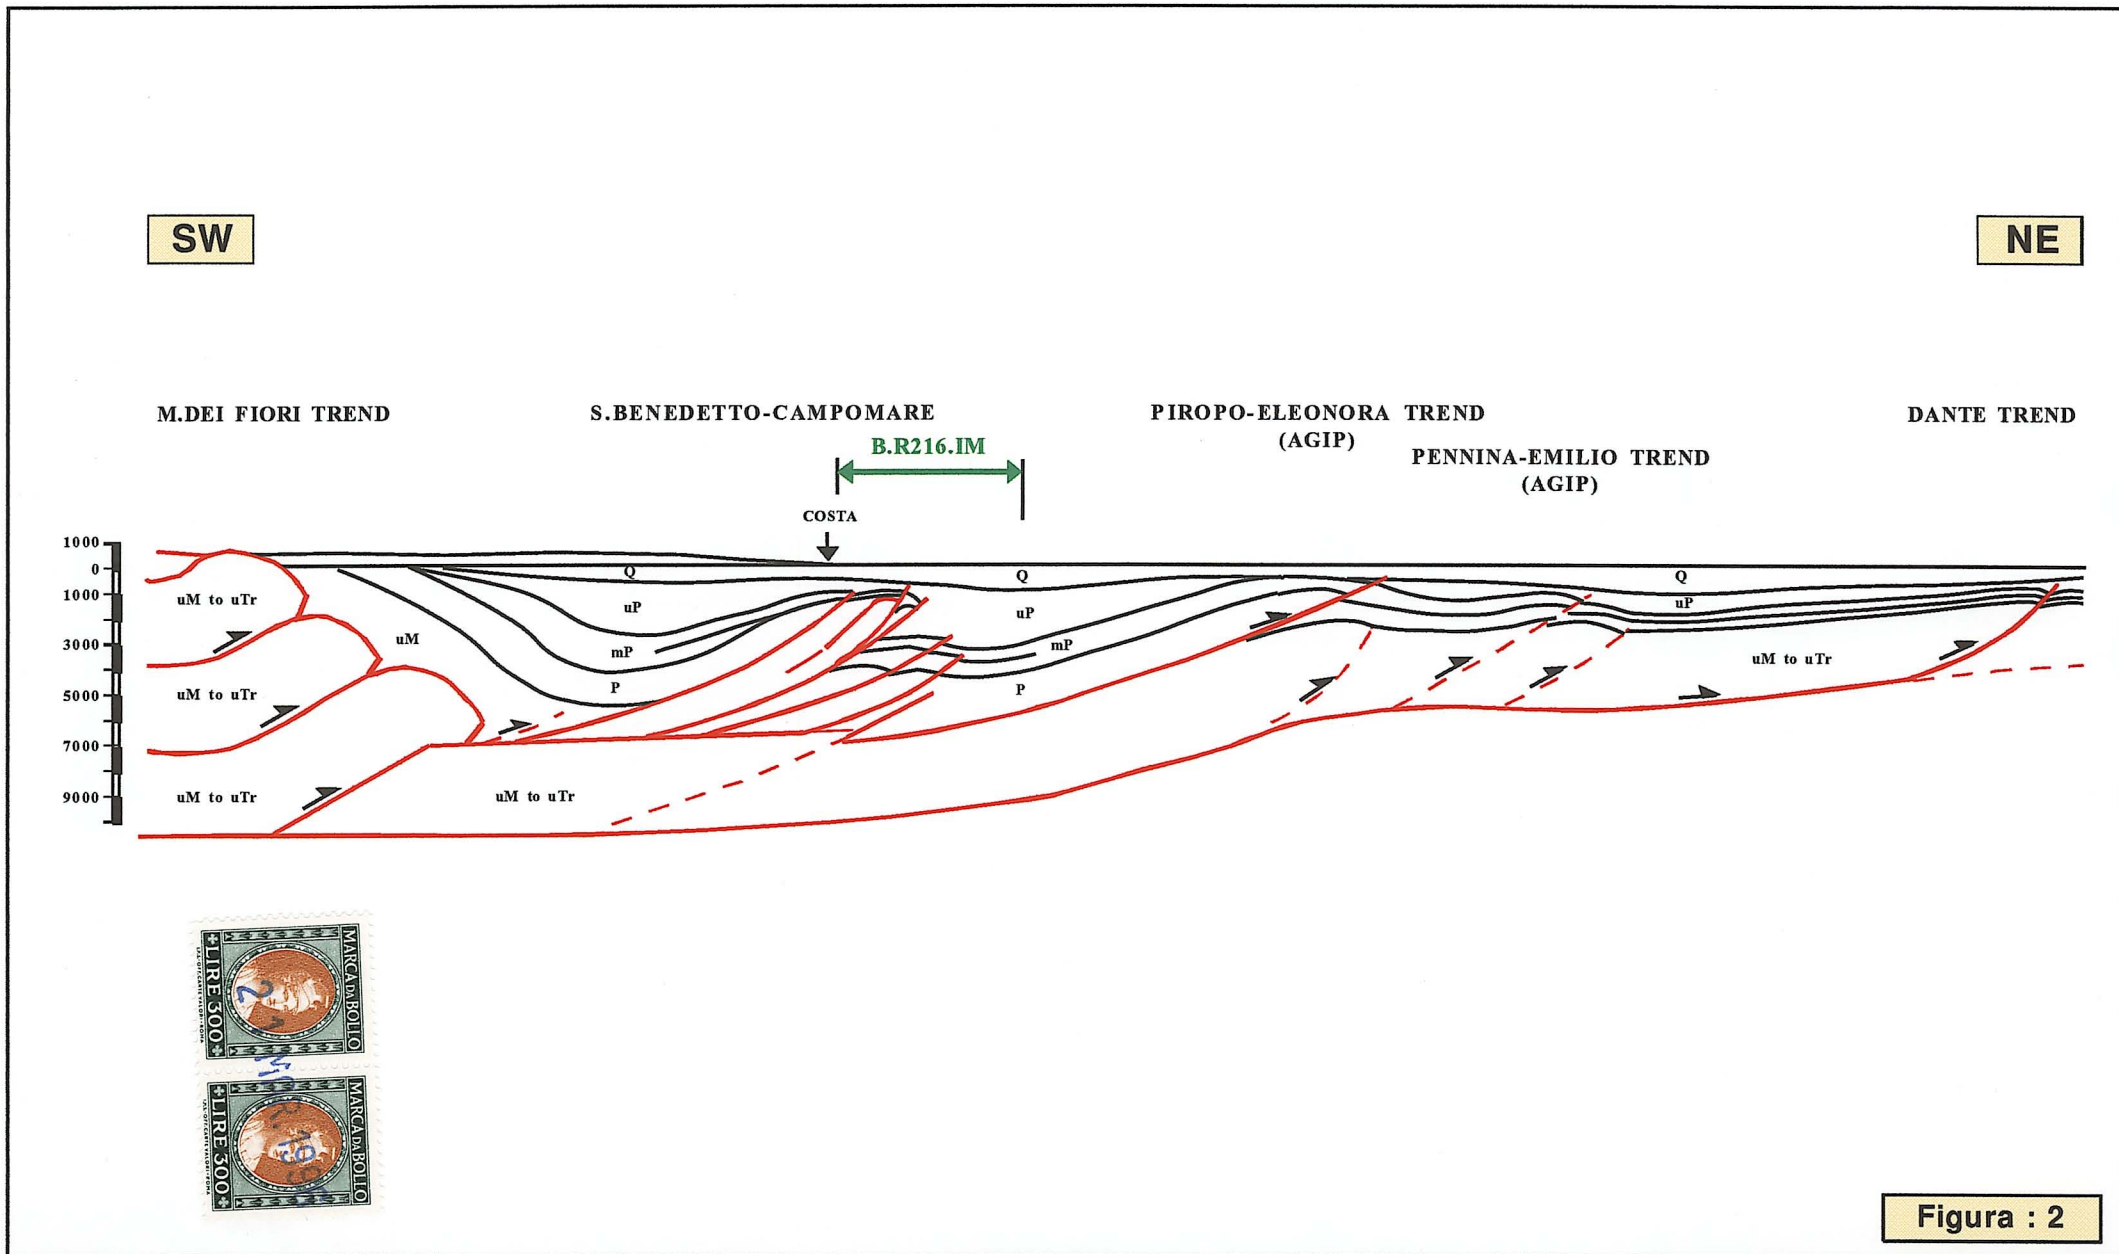 SW
NE
M.DEI FIORI TREND
S.BENEDETTO-CAMPOMARE
PIROPO-ELEONORA TREND
(AGIP)
DANTE TREND
B.R216.IM
PENNINA-EMILIO TREND
(AGIP)
COSTA
1000
0
1000
3000
5000
7000
9000
Q
Q
Q
uM to uTr
uP
uP
uP
uM
mP
mP
uM to uTr
uM to uTr
P
P
uM to uTr
uM to uTr
MARCA DA BOLLO
LIRE 300
MARCA DA BOLLO
LIRE 300
Figura : 2